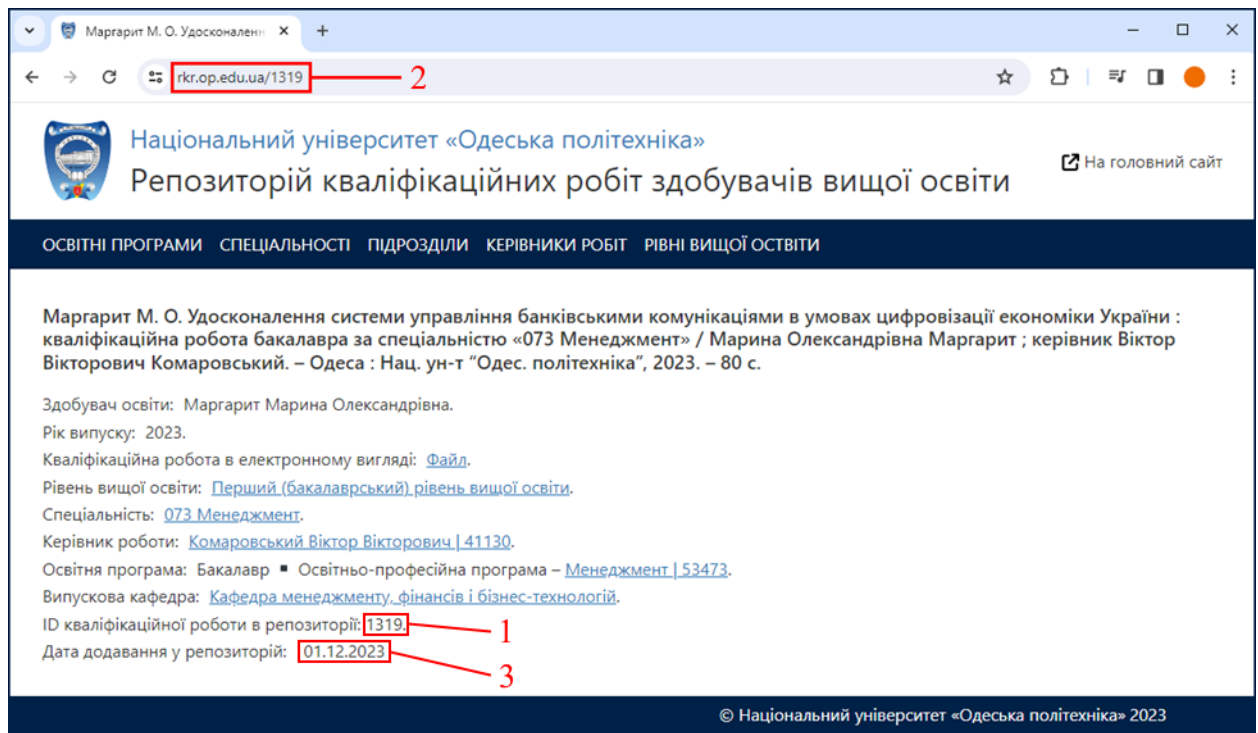 Маргарит М. О. Удосконаленн
rkr.op.edu.ua/1319
2
Національний університет «Одеська політехніка»
Репозиторій кваліфікаційних робіт здобувачів вищої освіти
На головний сайт
ОСВІТНІ ПРОГРАМИ СПЕЦІАЛЬНОСТІ ПІДРОЗДІЛИ КЕРІВНИКИ РОБІТ РІВНІ ВИЩОЇ ОСТВІТИ
Маргарит М. О. Удосконалення системи управління банківськими комунікаціями в умовах цифровізації економіки України :
кваліфікаційна робота бакалавра за спеціальністю «073 Менеджмент» / Марина Олександрівна Маргарит ; керівник Віктор
Вікторович Комаровський. – Одеса : Нац. ун-т “Одес. політехніка”, 2023. – 80 с.
Здобувач освіти: Маргарит Марина Олександрівна.
Рік випуску: 2023.
Кваліфікаційна робота в електронному вигляді: Файл.
Рівень вищої освіти: Перший (бакалаврський) рівень вищої освіти.
Спеціальність: 073 Менеджмент.
Керівник роботи: Комаровський Віктор Вікторович | 41130.
Освітня програма: Бакалавр ▪ Освітньо-професійна програма – Менеджмент | 53473.
Випускова кафедра: Кафедра менеджменту, фінансів і бізнес-технологій.
ID кваліфікаційної роботи в репозиторії: 1319.
1
Дата додавання у репозиторій: 01.12.2023
3
© Національний університет «Одеська політехніка» 2023